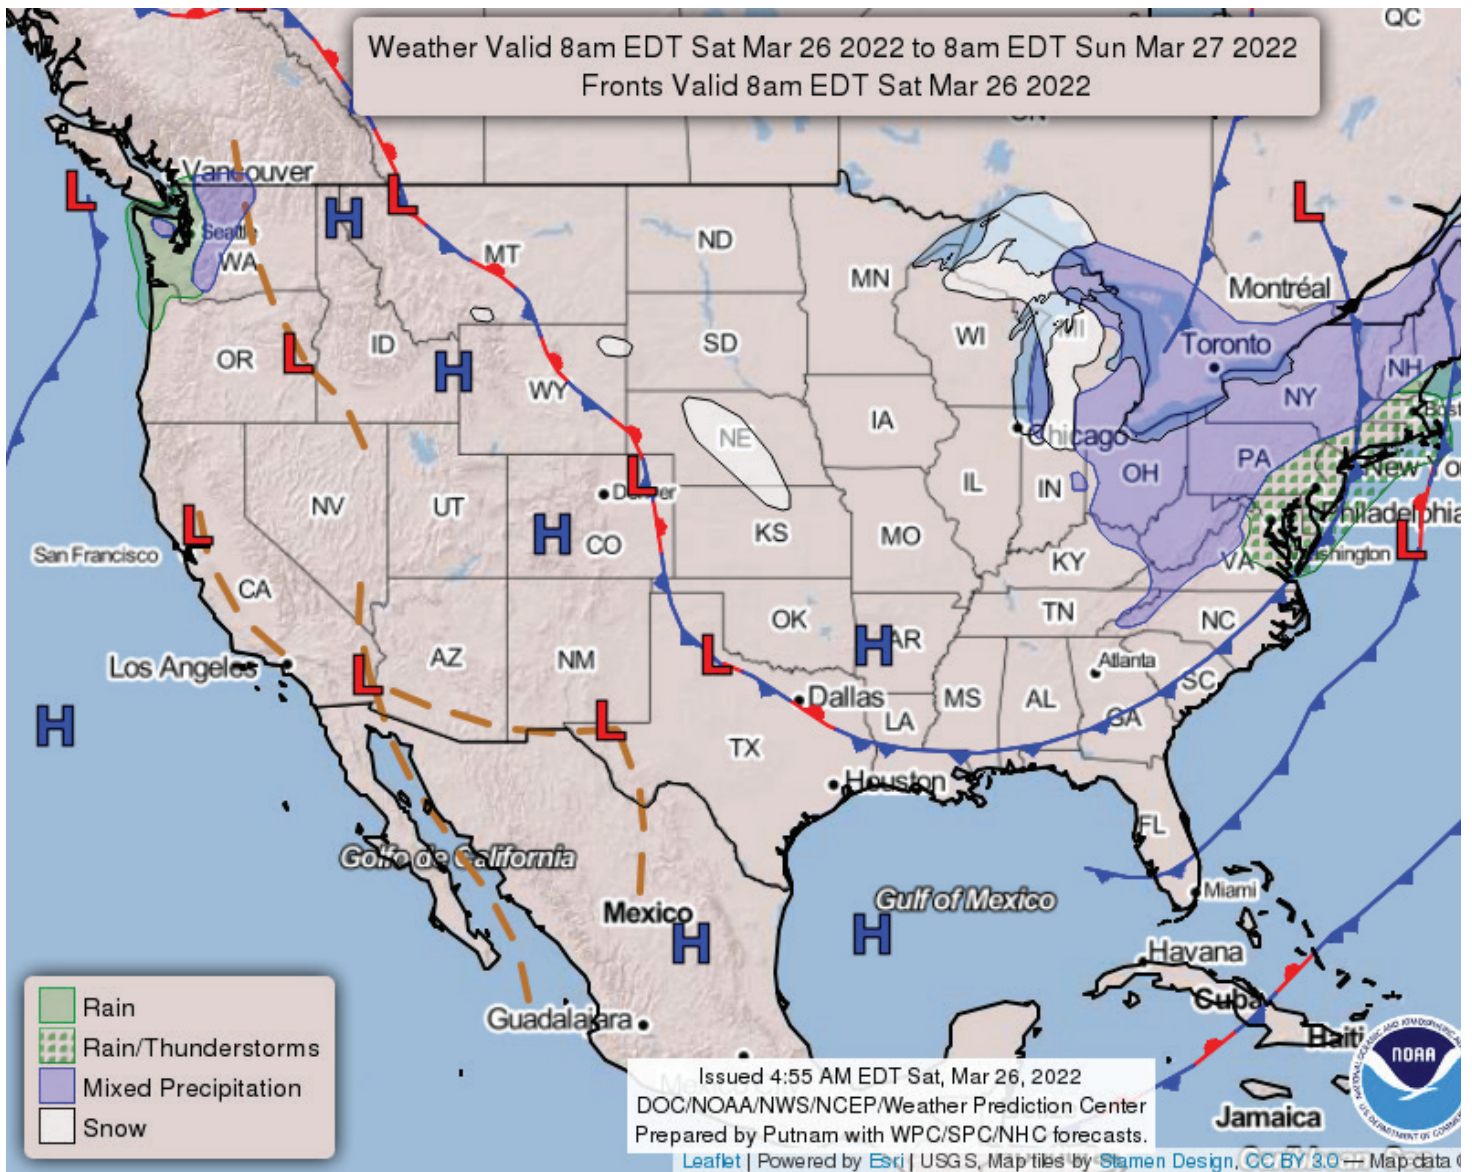 QC
Weather Valid 8am EDT Sat Mar 26 2022 to 8am EDT Sun Mar 27 2022
Fronts Valid 8am EDT Sat Mar 26 2022
L
Vancouver
L
L
H
L
Seattle
WA
MT
ND
MN
Montréal
OR
L
ID
H
SD
WI
MI
Toronto
NH
WY
NY
IA
NE
Chicago
PA
OH
New Yor
NV
UT
L
Denver
IL
IN
Philadelphia
L
San Francisco
H
CO
KS
MO
KY
VA
Washington
L
CA
TN
NC
OK
H
AR
Los Angeles
L
AZ
NM
L
Dallas
Atlanta
SC
H
L
LA
MS
AL
GA
TX
Houston
FL
Golfo de California
Mexico
H
H
Gulf of Mexico
Miami
Havana
Cuba
Guadalajara
Haiti
Rain
Rain/Thunderstorms
Mixed Precipitation
Snow
NOAA
Jamaica
Issued 4:55 AM EDT Sat, Mar 26, 2022
DOC/NOAA/NWS/NCEP/Weather Prediction Center
Prepared by Putnam with WPC/SPC/NHC forecasts.
Leaflet | Powered by Esri | USGS, Map tiles by Stamen Design, CC BY 3.0 — Map data